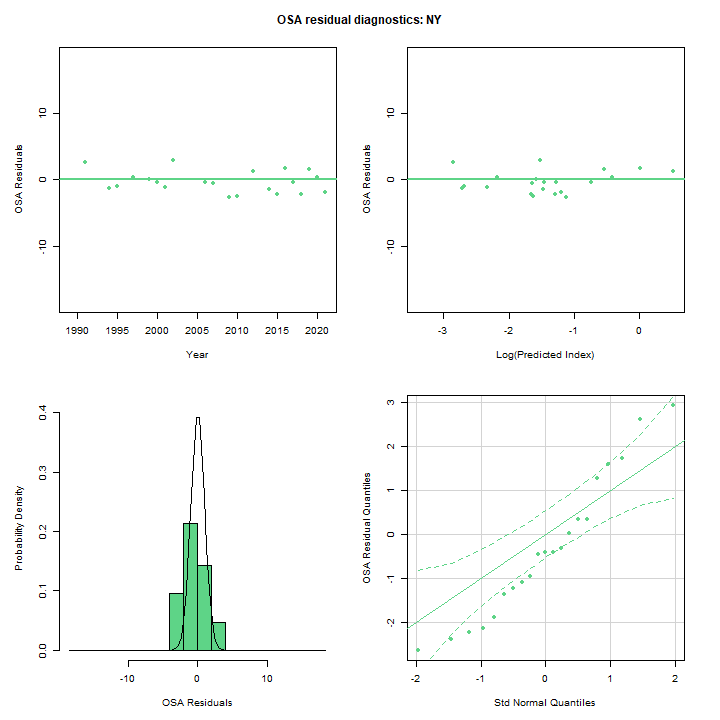 OSA residual diagnostics: NY
OSA Residuals
10
0
-10
1990 1995 2000 2005 2010 2015 2020
Year
OSA Residuals
10
0
-10
-3 -2 -1 0
Log(Predicted Index)
Probability Density
0.4
0.3
0.2
0.1
0.0
-10 0 10
OSA Residuals
OSA Residual Quantiles
3
2
1
0
-1
-2
-2 -1 0 1 2
Std Normal Quantiles